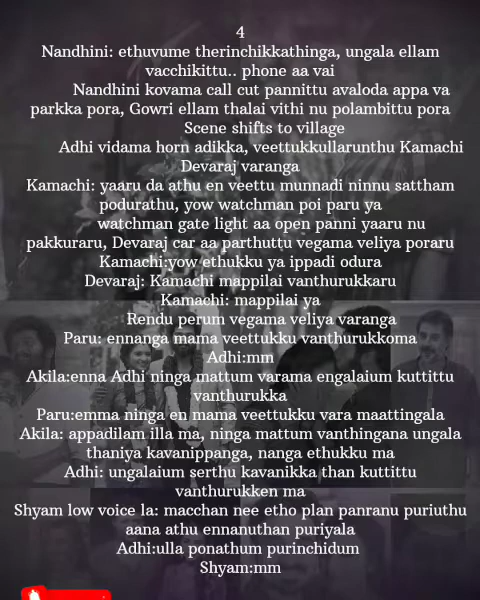 4
Nandhini: ethuvume therinchikkathinga, ungala ellam
vacchikittu.. phone aa vai
Nandhini kovama call cut pannittu avaloda appa va
parkka pora, Gowri ellam thalai vithi nu polambittu pora
Scene shifts to village
Adhi vidama horn adikka, veettukkullarunthu Kamachi
Devaraj varanga
Kamachi: yaaru da athu en veettu munnadi ninnu sattham
podurathu, yow watchman poi paru ya
watchman gate light aa open panni yaaru nu
pakkuraru, Devaraj car aa parthuttu vegama veliya poraru
Kamachi:yow ethukku ya ippadi odura
Devaraj: Kamachi mappilai vanthurukkaru
Kamachi: mappilai ya
Rendu perum vegama veliya varanga
Paru: ennanga mama veettukku vanthurukkoma
Adhi:mm
Akila:enna Adhi ninga mattum varama engalaium kuttittu
vanthurukka
Paru:emma ninga en mama veettukku vara maattingala
Akila: appadilam illa ma, ninga mattum vanthingana ungala
thaniya kavanippanga, nanga ethukku ma
Adhi: ungalaium serthu kavanikka than kuttittu
vanthurukken ma
Shyam low voice la: macchan nee etho plan panranu puriuthu
aana athu ennanuthan puriyala
Adhi:ulla ponathum purinchidum
Shyam:mm